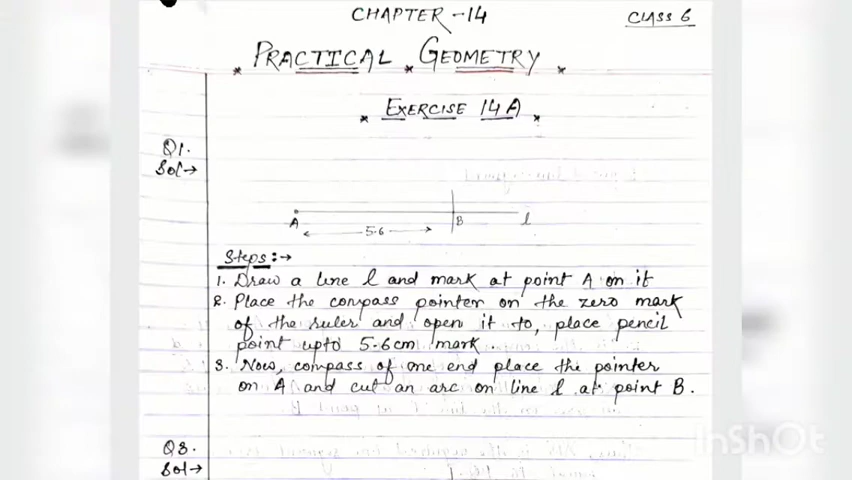 CHAPTER - 14
CLASS 6
PRACTICAL GEOMETRY
EXERCISE 14A
Q1.
Sol→
A
B
l
5.6
Steps :→
1. Draw a line l and mark at point A on it
2. Place the compass pointer on the zero mark
of the ruler and open it to, place pencil
point upto 5.6cm mark
3. Now, compass of one end place the pointer
on A and cut an arc on line l at point B.
Q3.
Sol→
InShOt